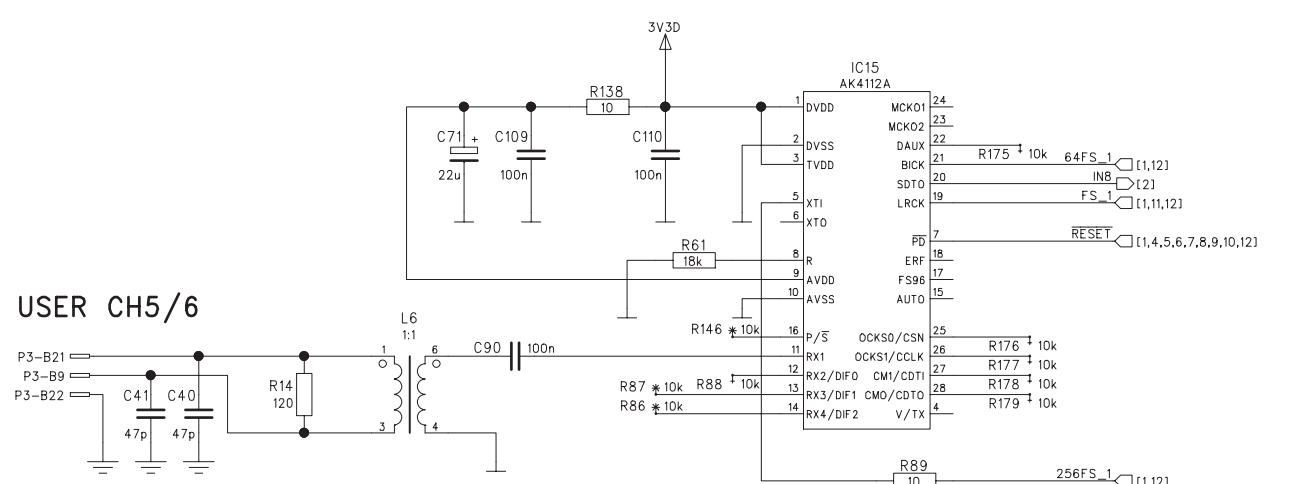 3V3D
IC15
AK4112A
R138
10
1 DVDD MCKO1 24
MCKO2 23
C71 + C109 C110
2 DVSS DAUX 22
R175 10k
22u 100n 100n
3 TVDD BICK 21 64FS_1 [1,12]
SDTO 20 IN8 [2]
5 XTI LRCK 19 FS_1 [1,11,12]
6 XTO
PD 7 RESET [1,4,5,6,7,8,9,10,12]
R61
18k
8 R ERF 18
9 AVDD FS96 17
10 AVSS AUTO 15
USER CH5/6
L6
1:1
R146 * 10k
16 P/S OCKS0/CSN 25
R176 10k
P3-B21 1 6 C90 100n
11 RX1 OCKS1/CCLK 26
R177 10k
P3-B9
12 RX2/DIF0 CM1/CDTI 27
R88 10k
R178 10k
P3-B22 C41 C40 R14 120
R87 * 10k
13 RX3/DIF1 CM0/CDTO 28
R179 10k
R86 * 10k
14 RX4/DIF2 V/TX 4
47p 47p 3 4
R89
10
256FS_1 [1,12]